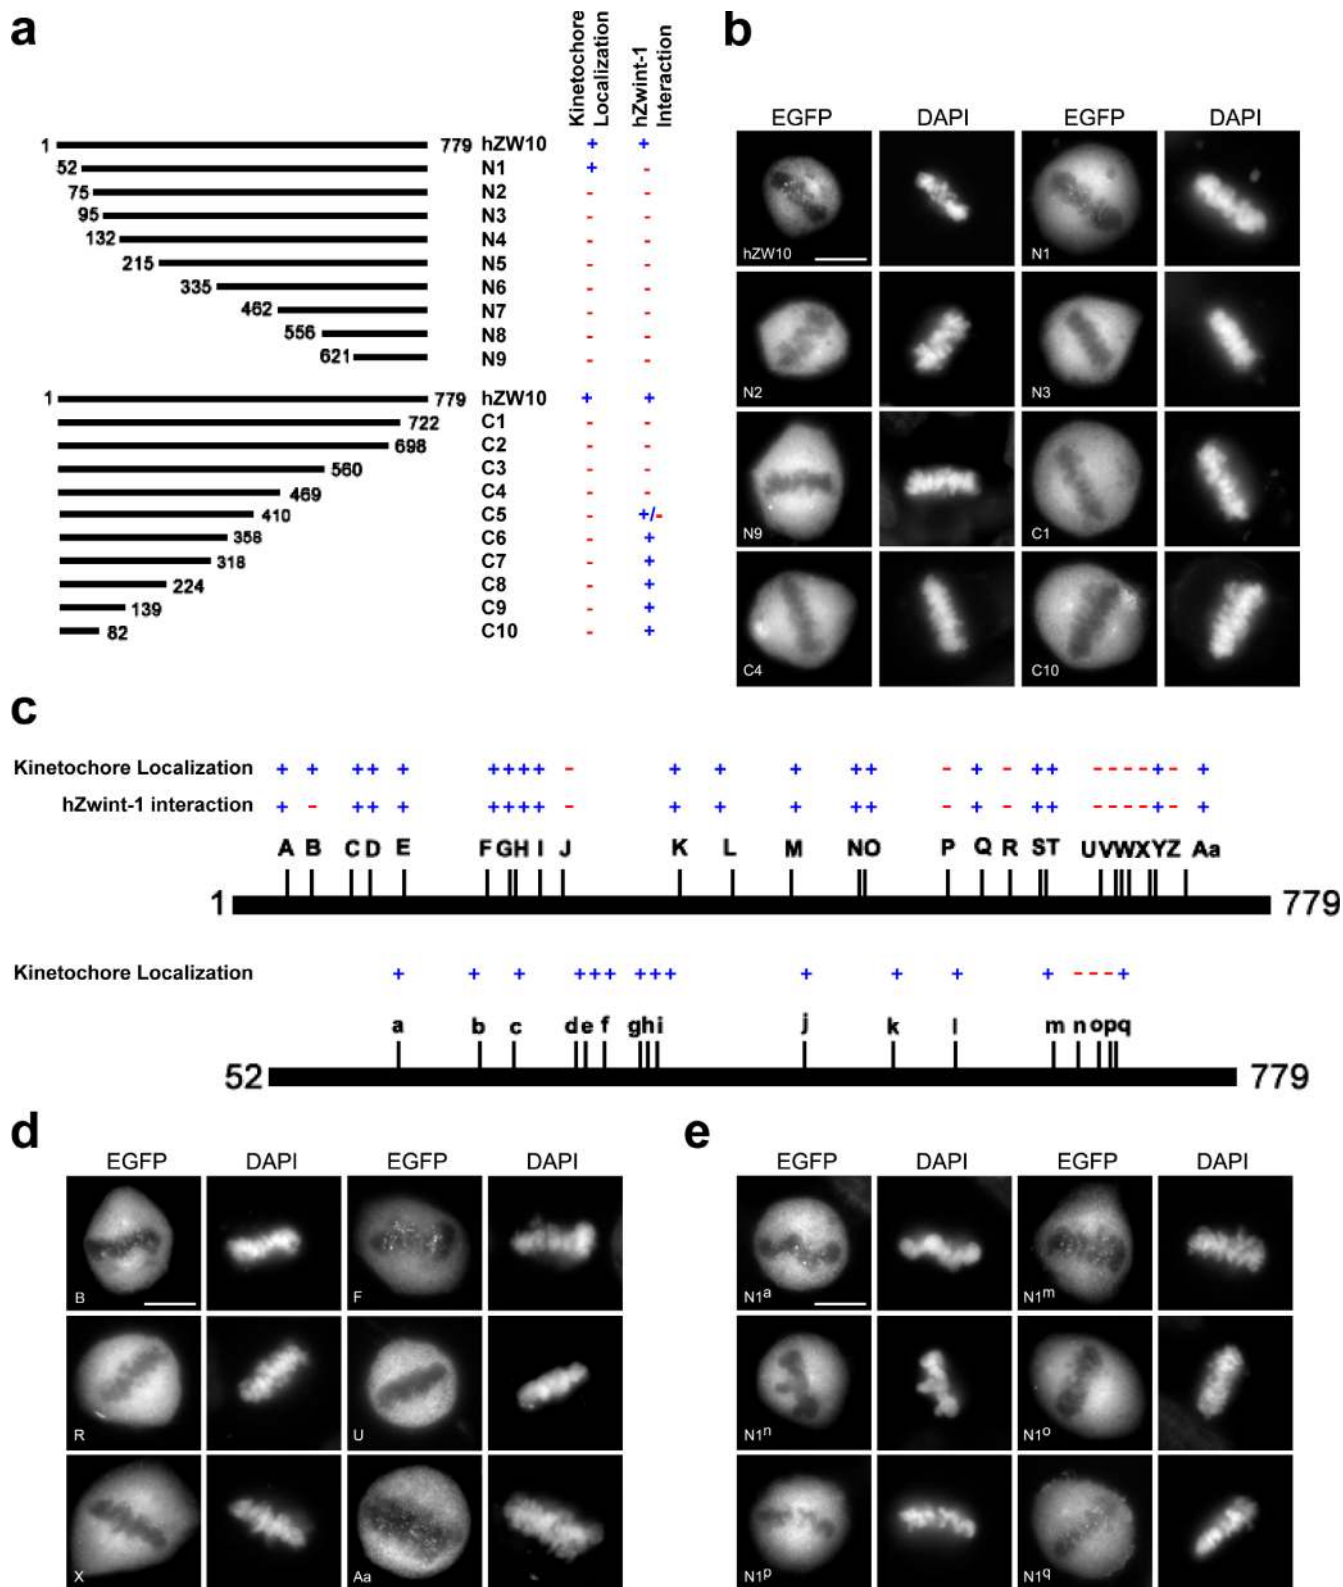 a
Kinetochore
Localization
hZwint-1
Interaction
1 779 hZW10 + +
52 N1 + -
75 N2 - -
95 N3 - -
132 N4 - -
215 N5 - -
335 N6 - -
462 N7 - -
556 N8 - -
621 N9 - -
1 779 hZW10 + +
722 C1 - -
698 C2 - -
560 C3 - -
469 C4 - -
410 C5 - +/-
358 C6 - +
318 C7 - +
224 C8 - +
139 C9 - +
82 C10 - +
b
EGFP DAPI EGFP DAPI
hZW10 N1
N2 N3
N9 C1
C4 C10
c
Kinetochore Localization + + + + + + + + + - + + + + + - + - + + - - - - + - +
hZwint-1 interaction + - + + + + + + + - + + + + + - + - + + - - - - + - +
A B C D E F G H I J K L M N O P Q R S T U V W X Y Z Aa
1 779
Kinetochore Localization + + + + + + + + + + + + + - - - +
a b c d e f g h i j k l m n o p q
52 779
d
EGFP DAPI EGFP DAPI
B F
R U
X Aa
e
EGFP DAPI EGFP DAPI
N1a N1m
N1n N1o
N1p N1q